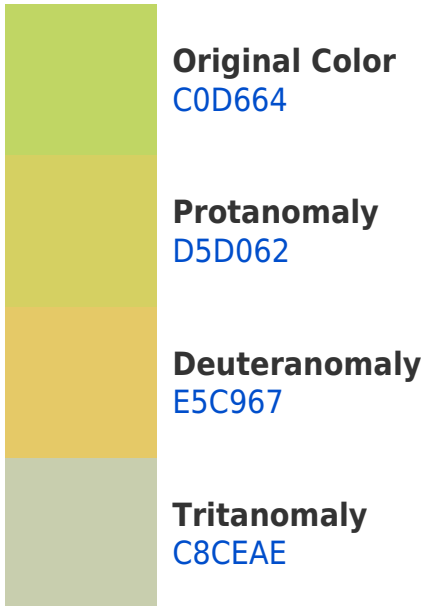 Original Color
C0D664
Protanomaly
D5D062
Deuteranomaly
E5C967
Tritanomaly
C8CEAE